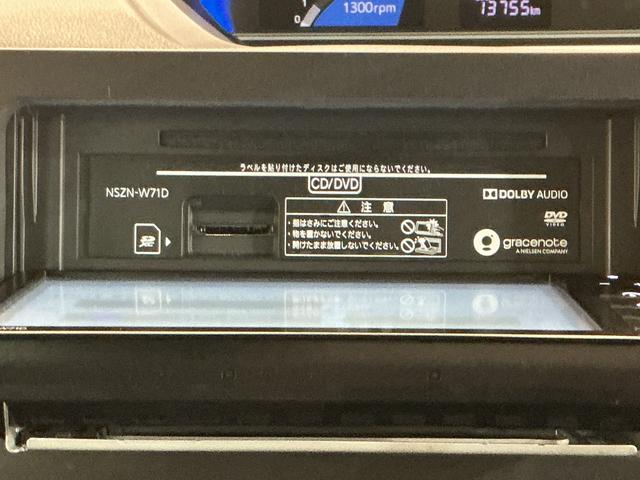 1
0
1300rpm
73755km
ラベルを貼り付けたディスクはご使用にならないでください。
CD/DVD
NSZN-W71D
SD
⚠ 注意
・指はさみにご注意ください。
・物を置かないでください。
・開けたまま放置しないでください。
DOLBY AUDIO
DVD
VIDEO
gracenote
A NIELSEN COMPANY